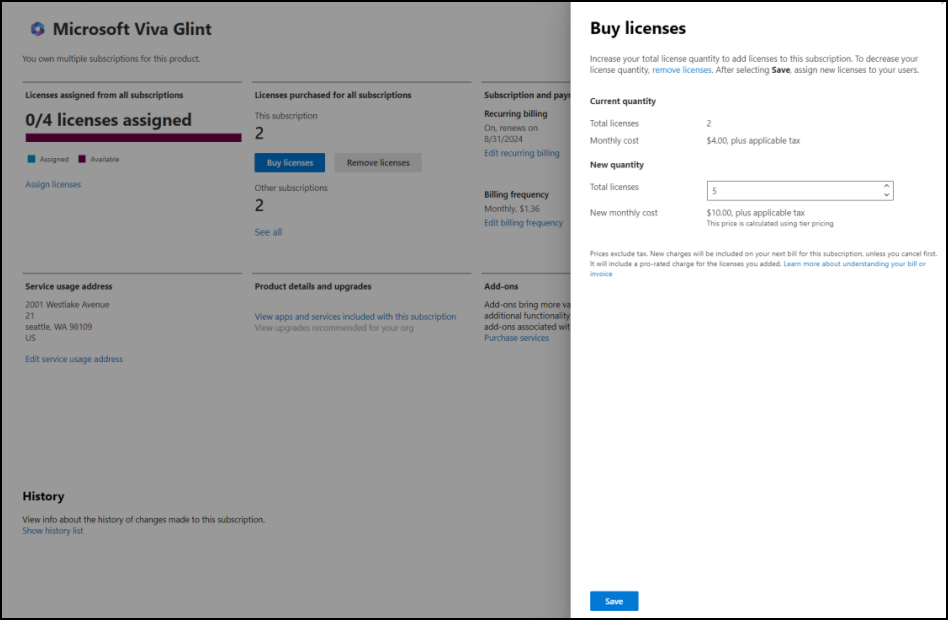 Microsoft Viva Glint
You own multiple subscriptions for this product.
Licenses assigned from all subscriptions
0/4 licenses assigned
Assigned
Available
Assign licenses
Licenses purchased for all subscriptions
This subscription
2
Buy licenses
Remove licenses
Other subscriptions
2
See all
Subscription and payn
Recurring billing
On, renews on
8/31/2024
Edit recurring billing
Billing frequency
Monthly, $1.36
Edit billing frequency
Service usage address
2001 Westlake Avenue
21
seattle, WA 98109
US
Edit service usage address
Product details and upgrades
View apps and services included with this subscription
View upgrades recommended for your org
Add-ons
Add-ons bring more va
additional functionality
add-ons associated wit
Purchase services
History
View info about the history of changes made to this subscription.
Show history list
Buy licenses
Increase your total license quantity to add licenses to this subscription. To decrease your
license quantity, remove licenses. After selecting Save, assign new licenses to your users.
Current quantity
Total licenses 2
Monthly cost $4.00, plus applicable tax
New quantity
Total licenses 5
New monthly cost $10.00, plus applicable tax
This price is calculated using tier pricing
Prices exclude tax. New charges will be included on your next bill for this subscription, unless you cancel first.
It will include a pro-rated charge for the licenses you added. Learn more about understanding your bill or
invoice
Save